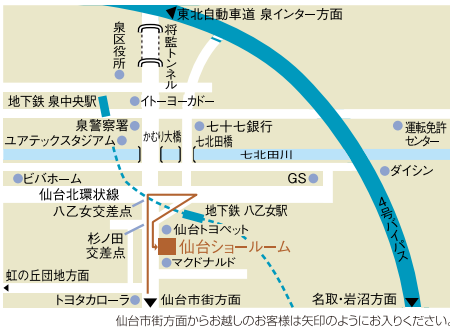 東北自動車道 泉インター方面
泉区役所
将監トンネル
地下鉄 泉中央駅
イトーヨーカドー
泉警察署
かむり大橋
七十七銀行
七北田橋
運転免許
センター
ユアテックスタジアム
七北田川
ダイシン
ビバホーム
GS
仙台北環状線
4号バイパス
八乙女交差点
地下鉄 八乙女駅
杉ノ田
交差点
仙台トヨペット
仙台ショールーム
マクドナルド
虹の丘団地方面
トヨタカローラ
仙台市街方面
名取・岩沼方面
仙台市街方面からお越しのお客様は矢印のようにお入りください。